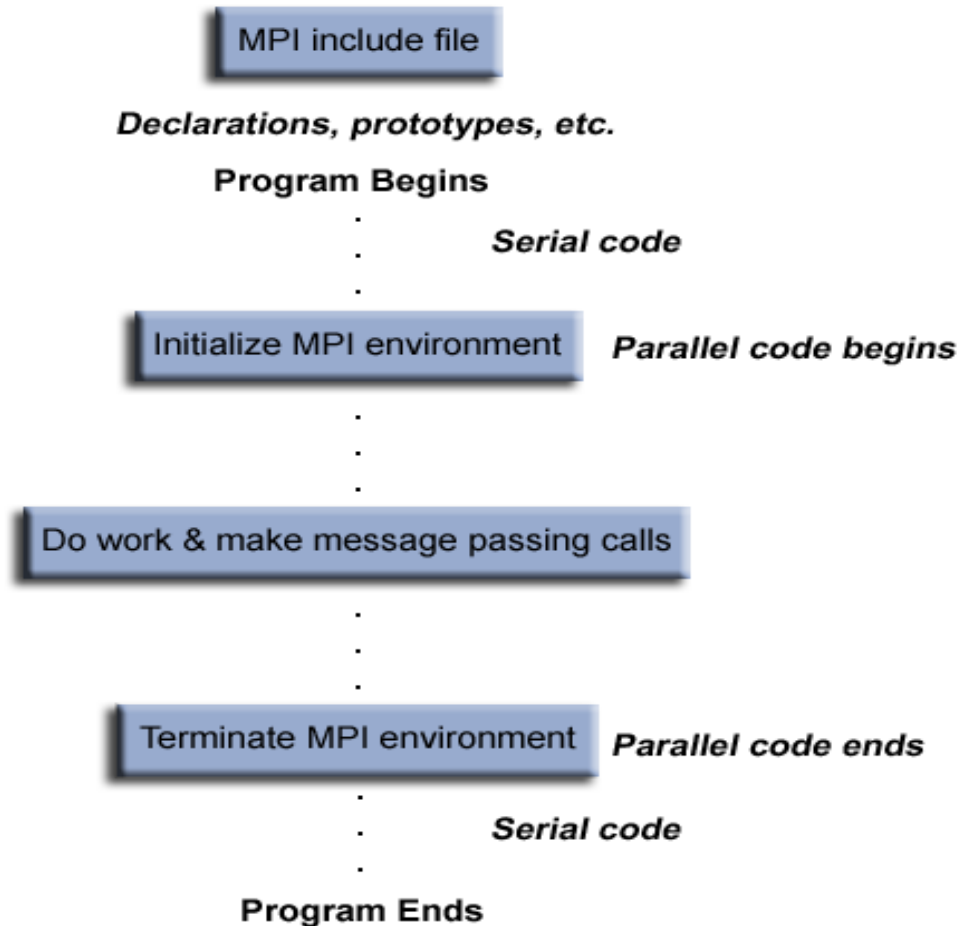 MPI include file
Declarations, prototypes, etc.
Program Begins
Serial code
Initialize MPI environment
Parallel code begins
Do work & make message passing calls
Terminate MPI environment
Parallel code ends
Serial code
Program Ends